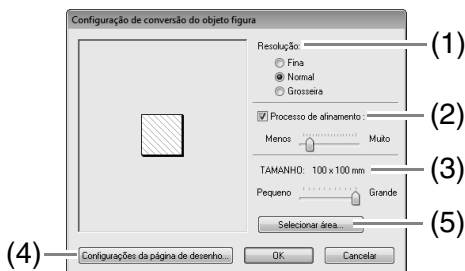 Configuração de conversão do objeto figura
Resolução:
(1)
Fina
Normal
Grosseira
Processo de afinamento :
(2)
Menos
Muito
TAMANHO: 100 x 100 mm
(3)
Pequeno
Grande
Selecionar área...
(5)
(4)
Configurações da página de desenho...
OK
Cancelar